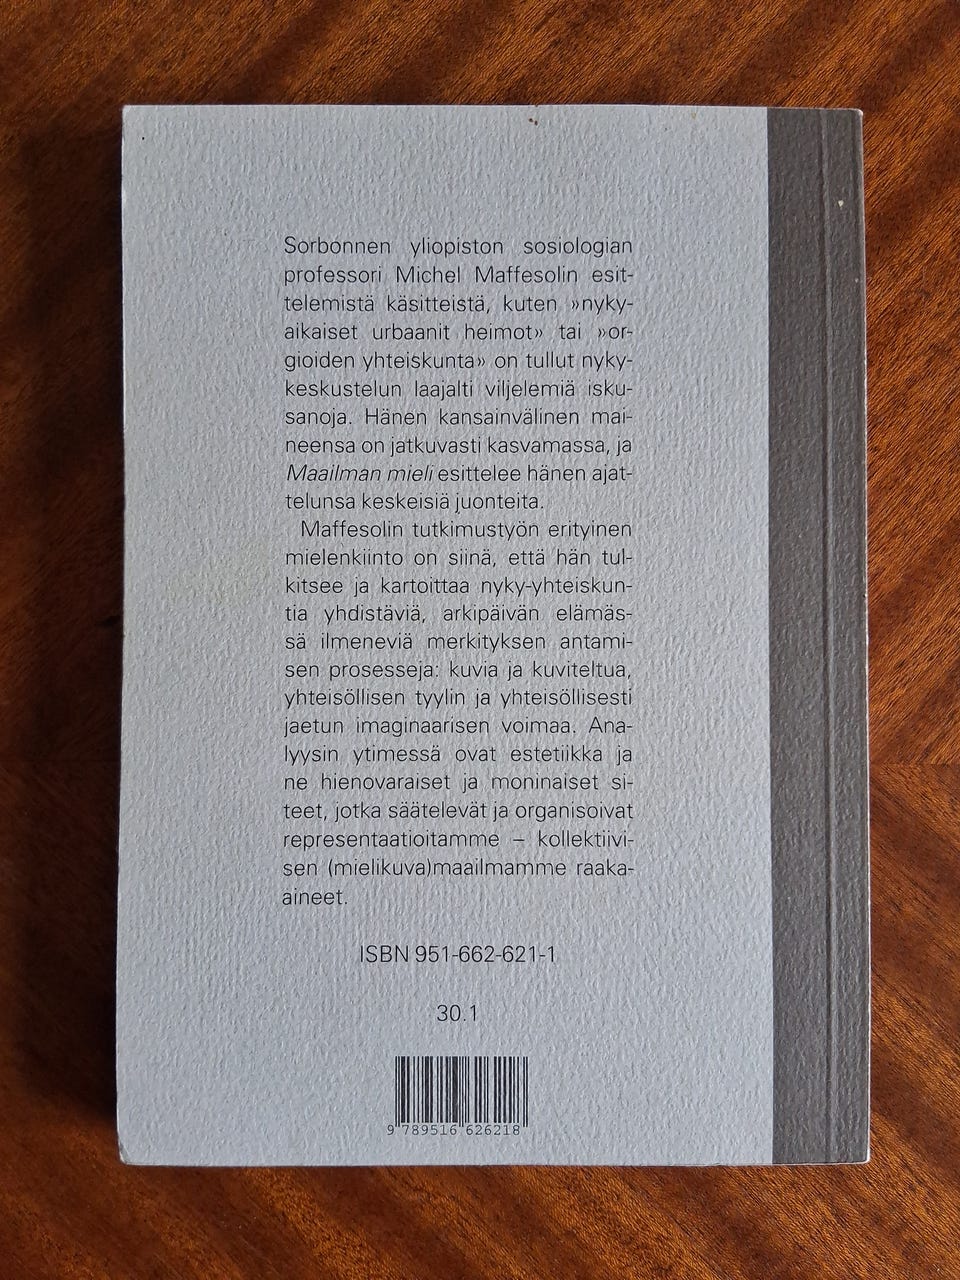 Sorbonnen yliopiston sosiologian
professori Michel Maffesolin esit-
telemistä käsitteistä, kuten »nyky-
aikaiset urbaanit heimot» tai »or-
gioiden yhteiskunta» on tullut nyky-
keskustelun laajalti viljelemiä isku-
sanoja. Hänen kansainvälinen mai-
neensa on jatkuvasti kasvamassa, ja
Maailman mieli esittelee hänen ajat-
telunsa keskeisiä juonteita.
Maffesolin tutkimustyön erityinen
mielenkiinto on siinä, että hän tul-
kitsee ja kartoittaa nyky-yhteiskun-
tia yhdistäviä, arkipäivän elämäs-
sä ilmeneviä merkityksen antami-
sen prosesseja: kuvia ja kuviteltua,
yhteisöllisen tyylin ja yhteisöllisesti
jaetun imaginaarisen voimaa. Ana-
lyysin ytimessä ovat estetiikka ja
ne hienovaraiset ja moninaiset si-
teet, jotka säätelevät ja organisoivat
representaatioitamme – kollektiivi-
sen (mielikuva)maailmamme raaka-
aineet.
ISBN 951-662-621-1
30.1
9 789516 626218